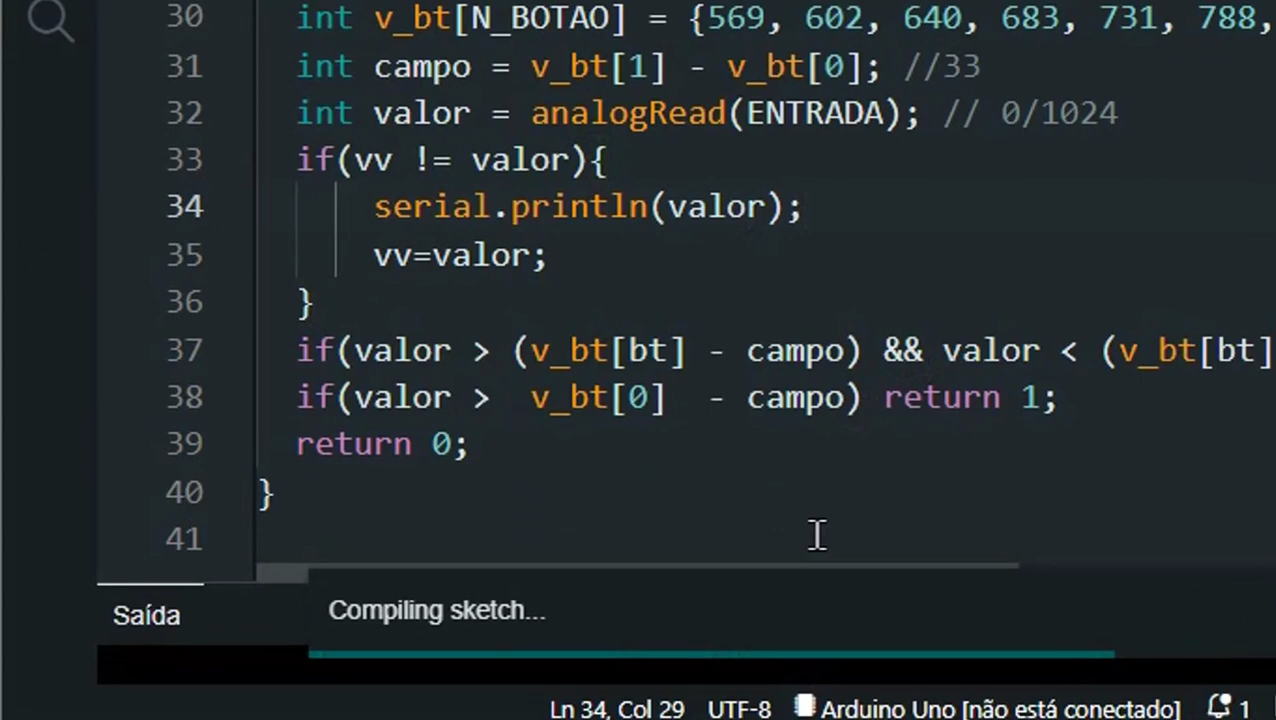 30 int v_bt[N_BOTAO] = {569, 602, 640, 683, 731, 788,
31 int campo = v_bt[1] - v_bt[0]; //33
32 int valor = analogRead(ENTRADA); // 0/1024
33 if(vv != valor){
34 serial.println(valor);
35 vv=valor;
36 }
37 if(valor > (v_bt[bt] - campo) && valor < (v_bt[bt]
38 if(valor > v_bt[0] - campo) return 1;
39 return 0;
40 }
41
Saída
Compiling sketch...
Ln 34, Col 29 UTF-8 Arduino Uno [não está conectado] 1